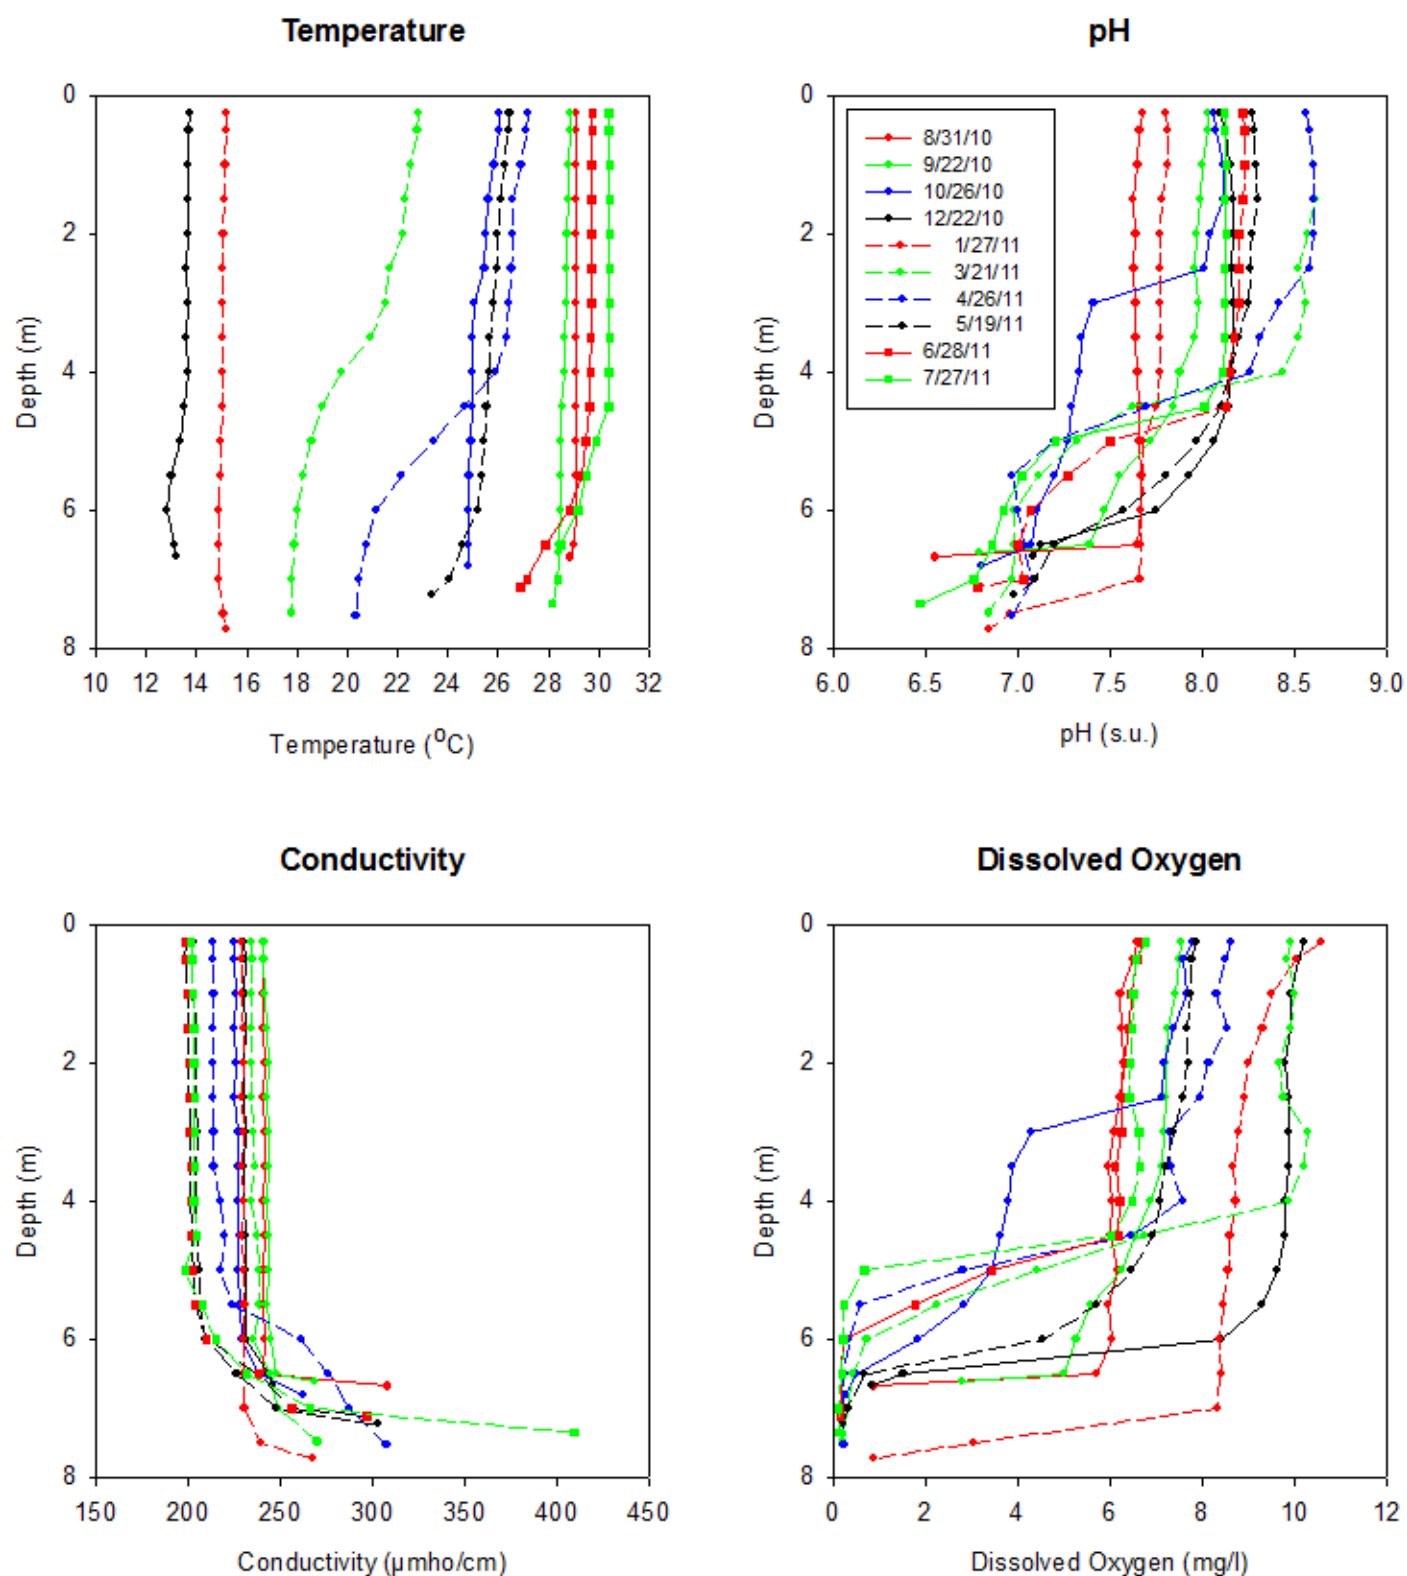 Temperature
pH
0
2
4
6
8
Depth (m)
10 12 14 16 18 20 22 24 26 28 30 32
Temperature (⁰C)
0
2
4
6
8
Depth (m)
8/31/10
9/22/10
10/26/10
12/22/10
1/27/11
3/21/11
4/26/11
5/19/11
6/28/11
7/27/11
6.0 6.5 7.0 7.5 8.0 8.5 9.0
pH (s.u.)
Conductivity
Dissolved Oxygen
0
2
4
6
8
Depth (m)
150 200 250 300 350 400 450
Conductivity (µmho/cm)
0
2
4
6
8
Depth (m)
0 2 4 6 8 10 12
Dissolved Oxygen (mg/l)